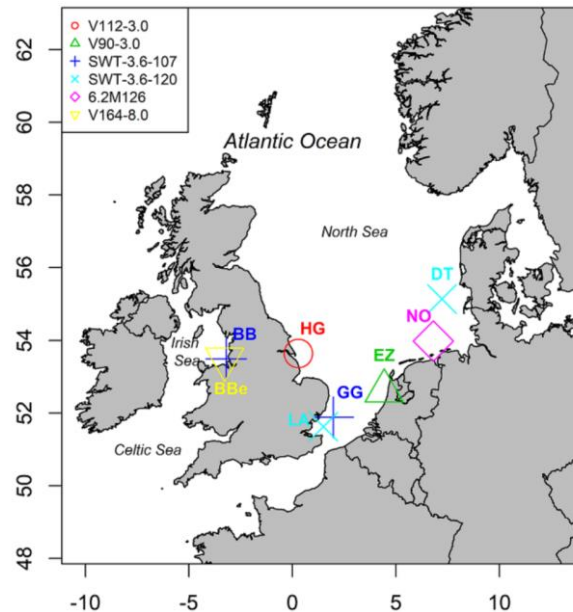 V112-3.0
V90-3.0
SWT-3.6-107
SWT-3.6-120
6.2M126
V164-8.0
Atlantic Ocean
North Sea
DT
NO
BB
HG
Irish
Sea
EZ
BBe
GG
LA
Celtic Sea
62
60
58
56
54
52
50
48
-10
-5
0
5
10